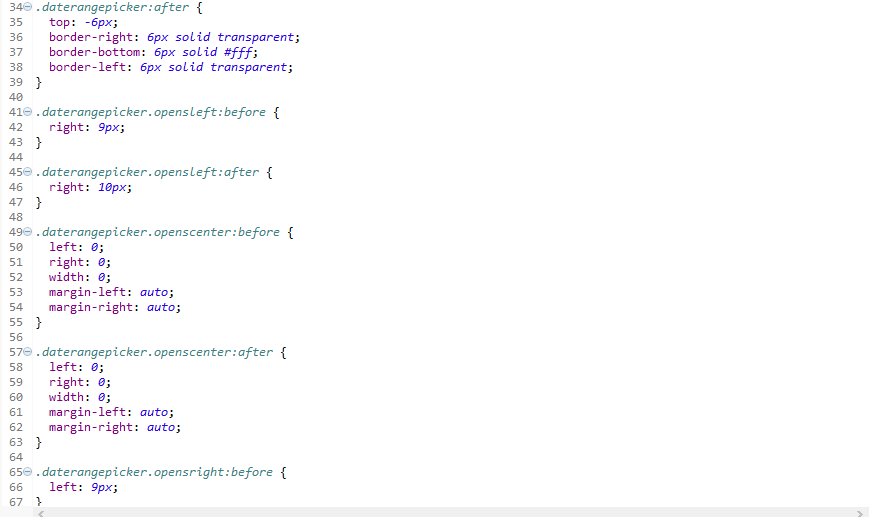 34 .daterangepicker:after {
35   top: -6px;
36   border-right: 6px solid transparent;
37   border-bottom: 6px solid #fff;
38   border-left: 6px solid transparent;
39 }
40
41 .daterangepicker.opensleft:before {
42   right: 9px;
43 }
44
45 .daterangepicker.opensleft:after {
46   right: 10px;
47 }
48
49 .daterangepicker.openscenter:before {
50   left: 0;
51   right: 0;
52   width: 0;
53   margin-left: auto;
54   margin-right: auto;
55 }
56
57 .daterangepicker.openscenter:after {
58   left: 0;
59   right: 0;
60   width: 0;
61   margin-left: auto;
62   margin-right: auto;
63 }
64
65 .daterangepicker.opensright:before {
66   left: 9px;
67 }